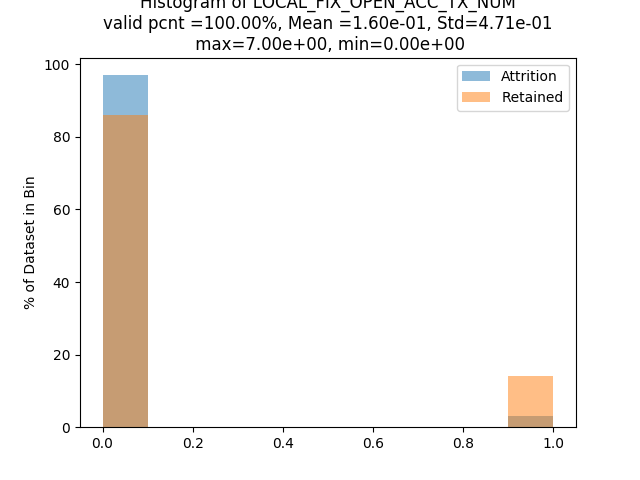 Histogram of LOCAL_FIX_OPEN_ACC_TX_NUM
valid pcnt =100.00%, Mean =1.60e-01, Std=4.71e-01
max=7.00e+00, min=0.00e+00
Attrition
Retained
% of Dataset in Bin
100
80
60
40
20
0
0.0 0.2 0.4 0.6 0.8 1.0